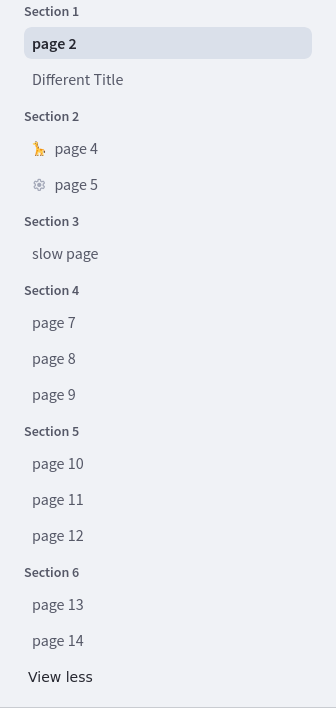 Section 1
page 2
Different Title
Section 2
page 4
page 5
Section 3
slow page
Section 4
page 7
page 8
page 9
Section 5
page 10
page 11
page 12
Section 6
page 13
page 14
View less